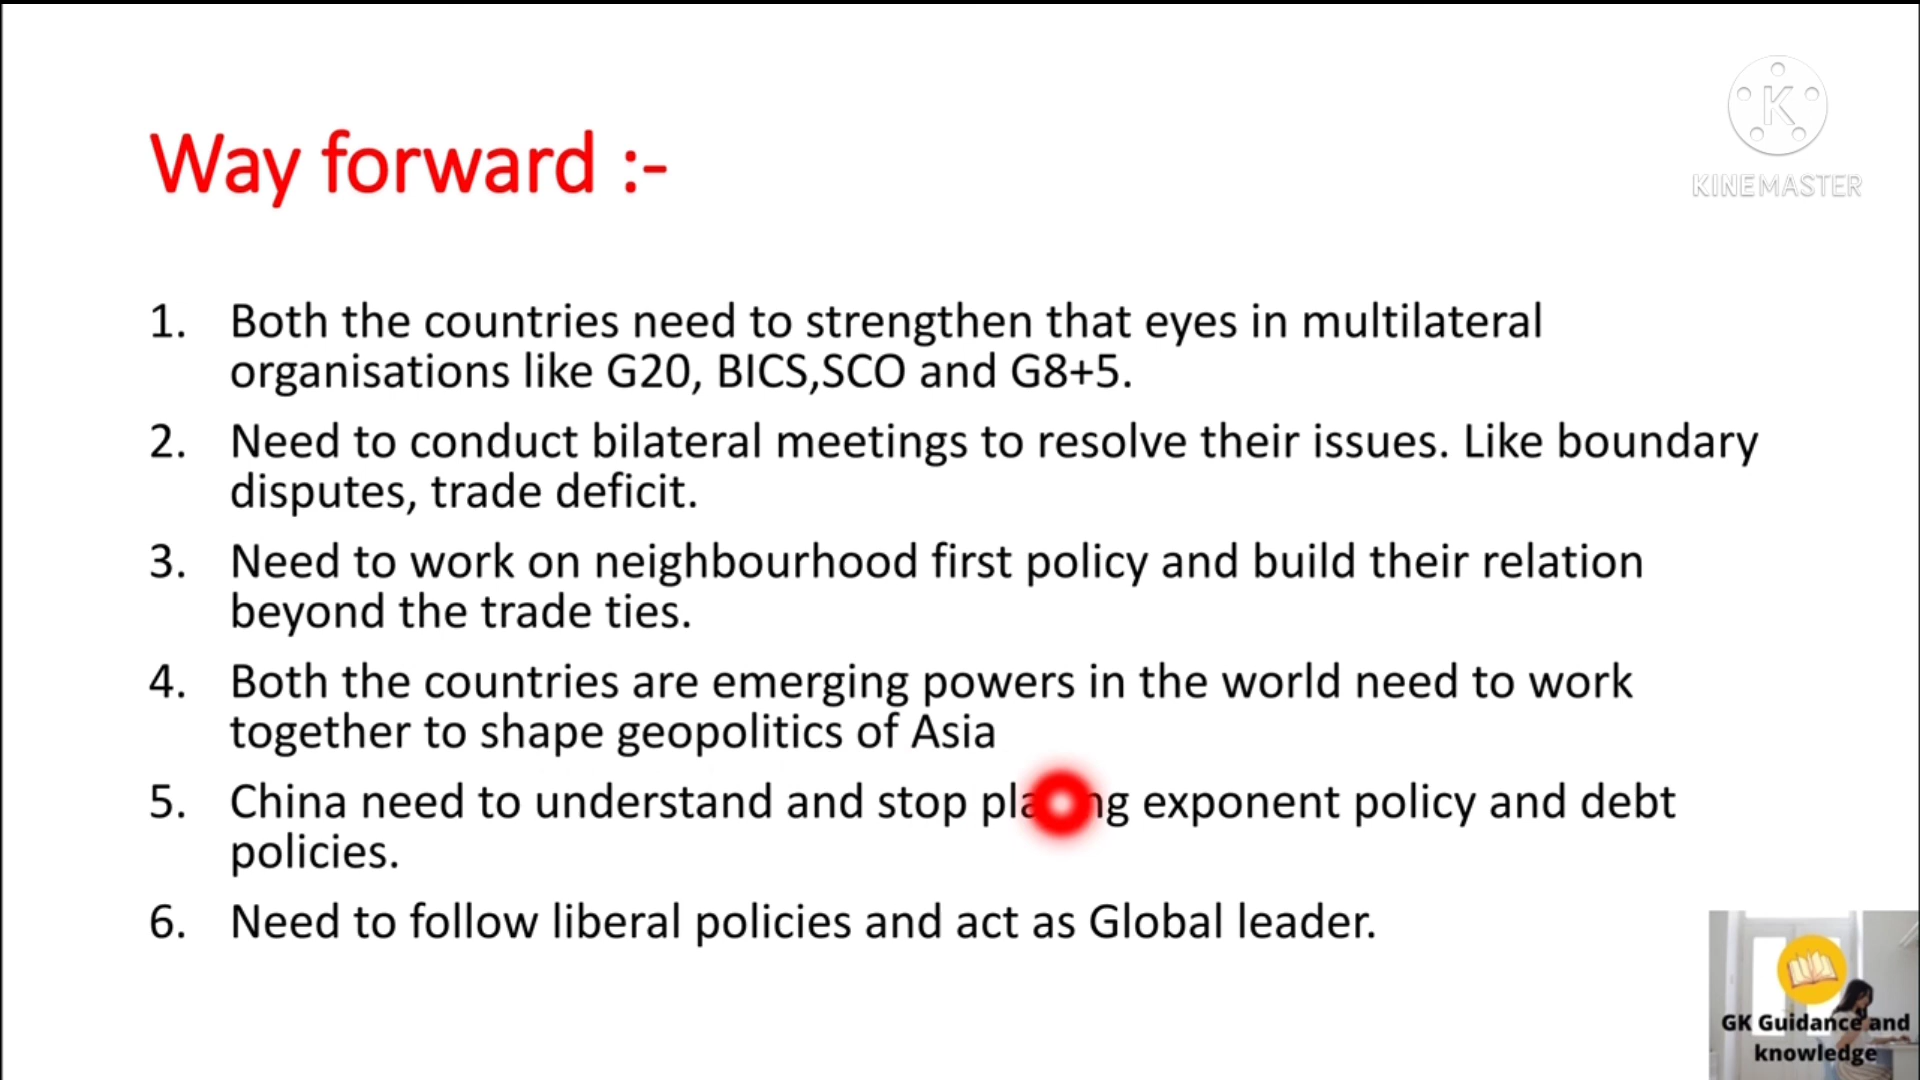 Way forward :-
K
KINEMASTER
1. Both the countries need to strengthen that eyes in multilateral
organisations like G20, BICS,SCO and G8+5.
2. Need to conduct bilateral meetings to resolve their issues. Like boundary
disputes, trade deficit.
3. Need to work on neighbourhood first policy and build their relation
beyond the trade ties.
4. Both the countries are emerging powers in the world need to work
together to shape geopolitics of Asia
5. China need to understand and stop exponent policy and debt
policies.
6. Need to follow liberal policies and act as Global leader.
GK Guidance and
knowledge